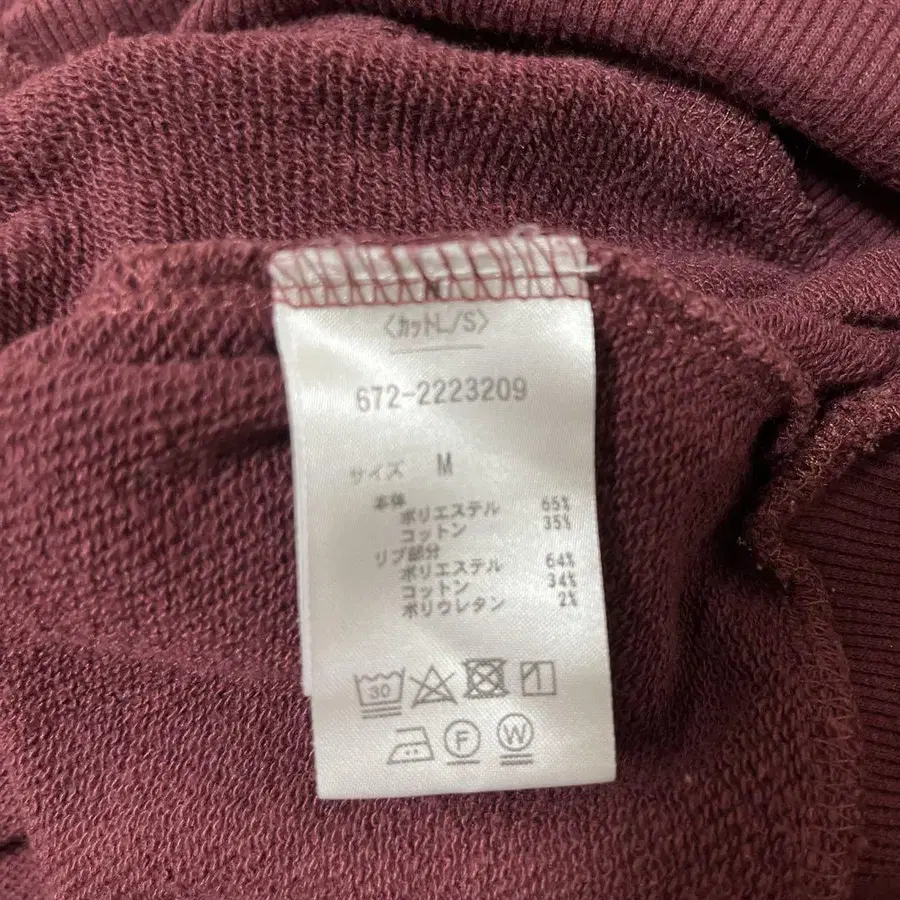 〈ｶｯﾄL/S〉
672-2223209
サイズ M
本体
ポリエステル 65%
コットン 35%
リブ部分
ポリエステル 64%
コットン 34%
ポリウレタン 2%
30
F W